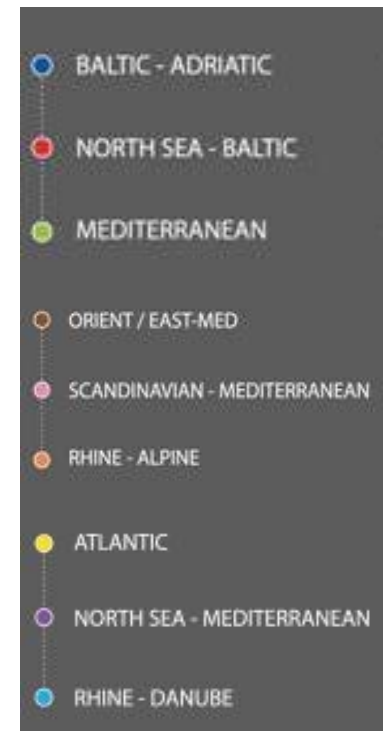 BALTIC - ADRIATIC
NORTH SEA - BALTIC
MEDITERRANEAN
ORIENT / EAST-MED
SCANDINAVIAN - MEDITERRANEAN
RHINE - ALPINE
ATLANTIC
NORTH SEA - MEDITERRANEAN
RHINE - DANUBE